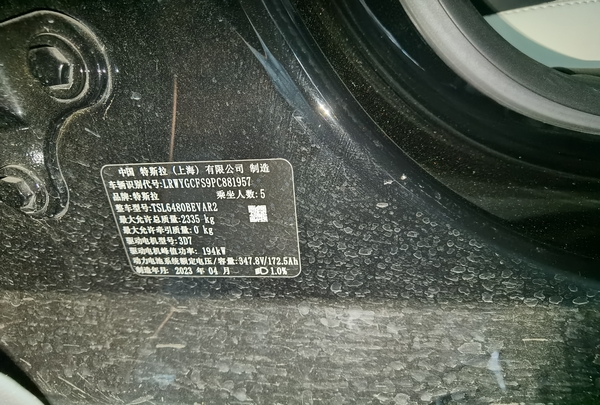 中国 特斯拉（上海）有限公司 制造
车辆识别代号:LRWYGCFS9PC881957
品牌:特斯拉 乘坐人数:5
整车型号:TSL6480BEVAR2
最大允许总质量:2335 kg
最大允许牵引质量:0 kg
驱动电机型号:3D7
驱动电机峰值功率: 194kW
动力电池系统额定电压/容量:347.8V/172.5Ah
制造年月 2023 年 04 月 1.0%